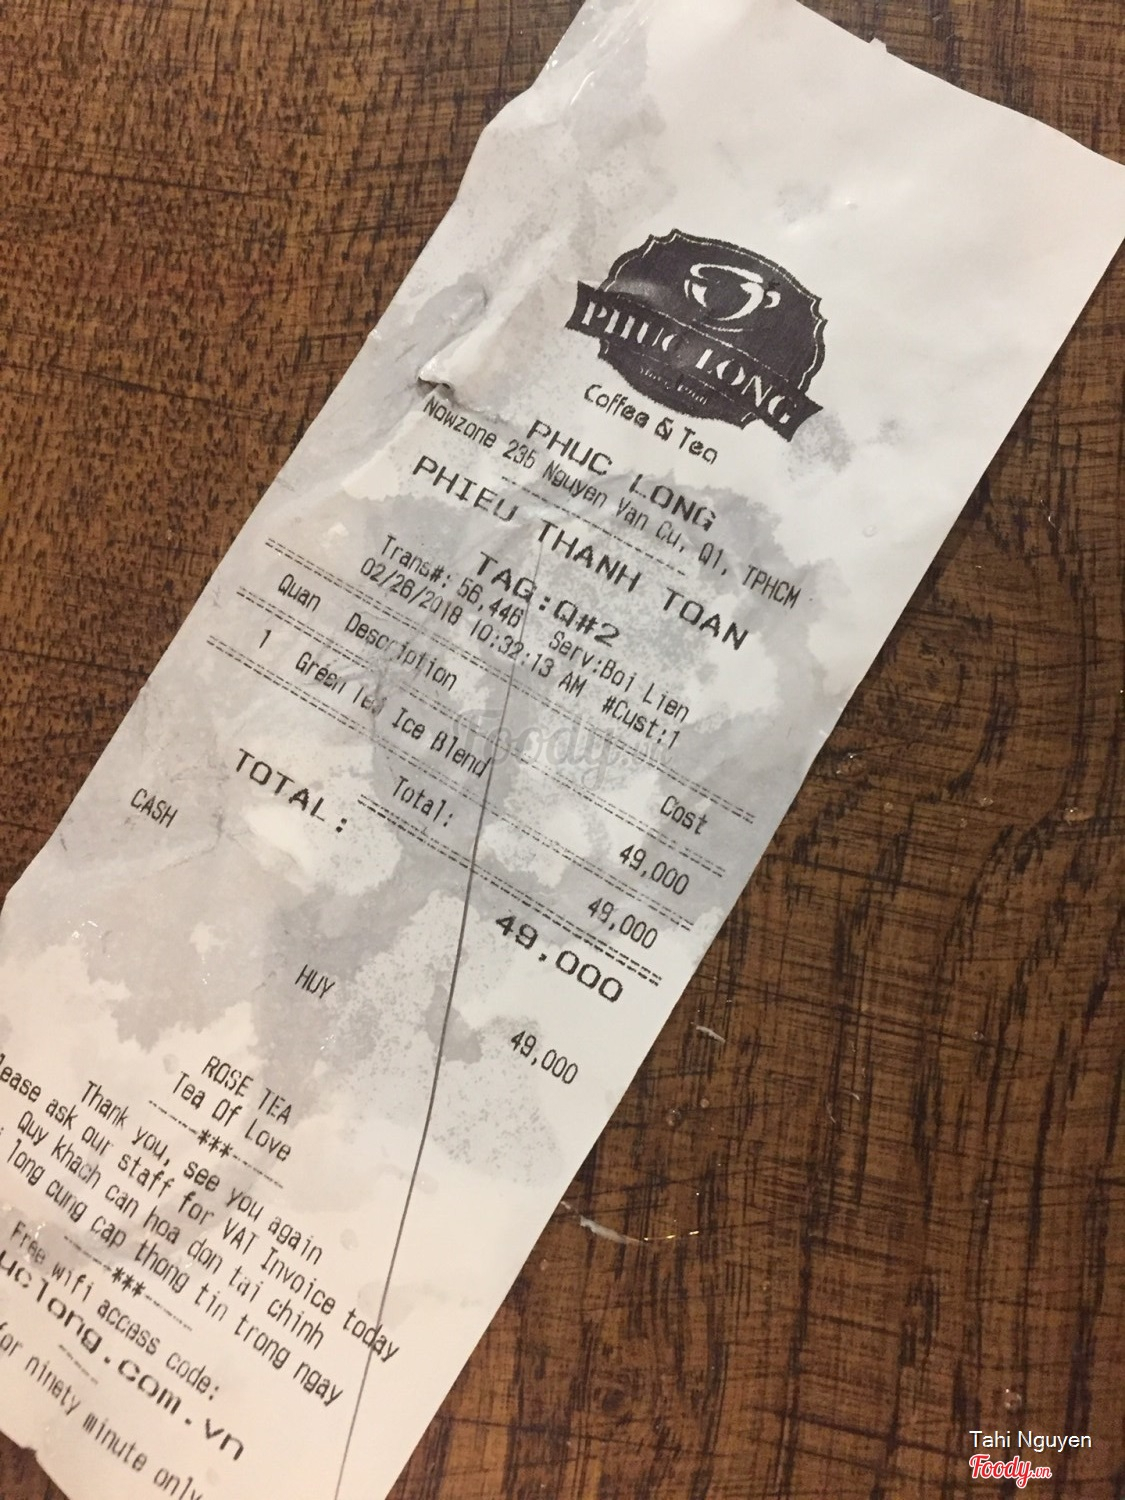 PHUC LONG
Coffee & Tea
PHUC LONG
Nowzone 235 Nguyen Van Cu, Q1, TPHCM
PHIEU THANH TOAN
TAG:Q#2
Trans#: 56,446 Serv:Boi Lien
02/26/2018 10:32:13 AM #Cust:1
Quan Description Cost
1 Green Tea Ice Blend 49,000
Total: 49,000
TOTAL: 49,000
CASH 49,000
HUY
ROSE TEA
Tea Of Love
-----***-----
Thank you, see you again
lease ask our staff for VAT Invoice today
Quy khach can hoa don tai chinh
long cung cap thong tin trong ngay
-----***-----
Free wifi access code:
uclong.com.vn
for ninety minute only
Foody.vn
Tahi Nguyen
Foody.vn